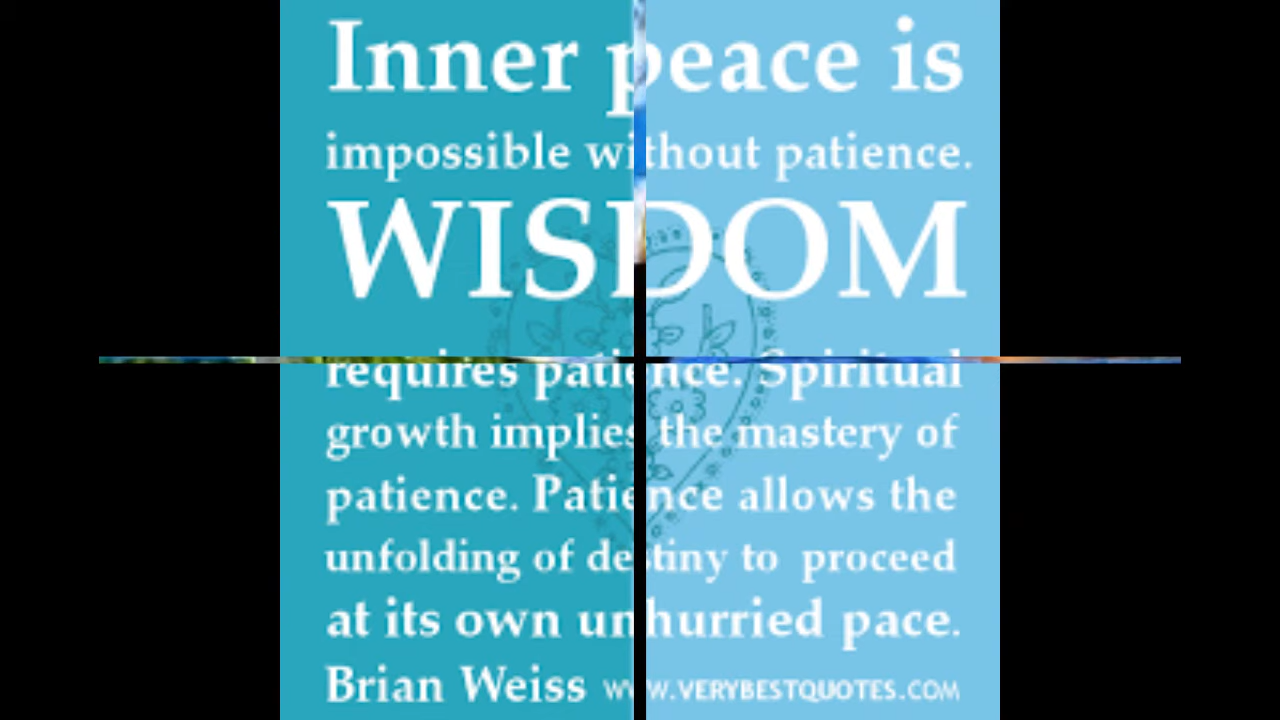 Inner peace is
impossible without patience.
WISDOM
requires patience. Spiritual
growth implies the mastery of
patience. Patience allows the
unfolding of destiny to proceed
at its own unhurried pace.
Brian Weiss WWW.VERYBESTQUOTES.COM